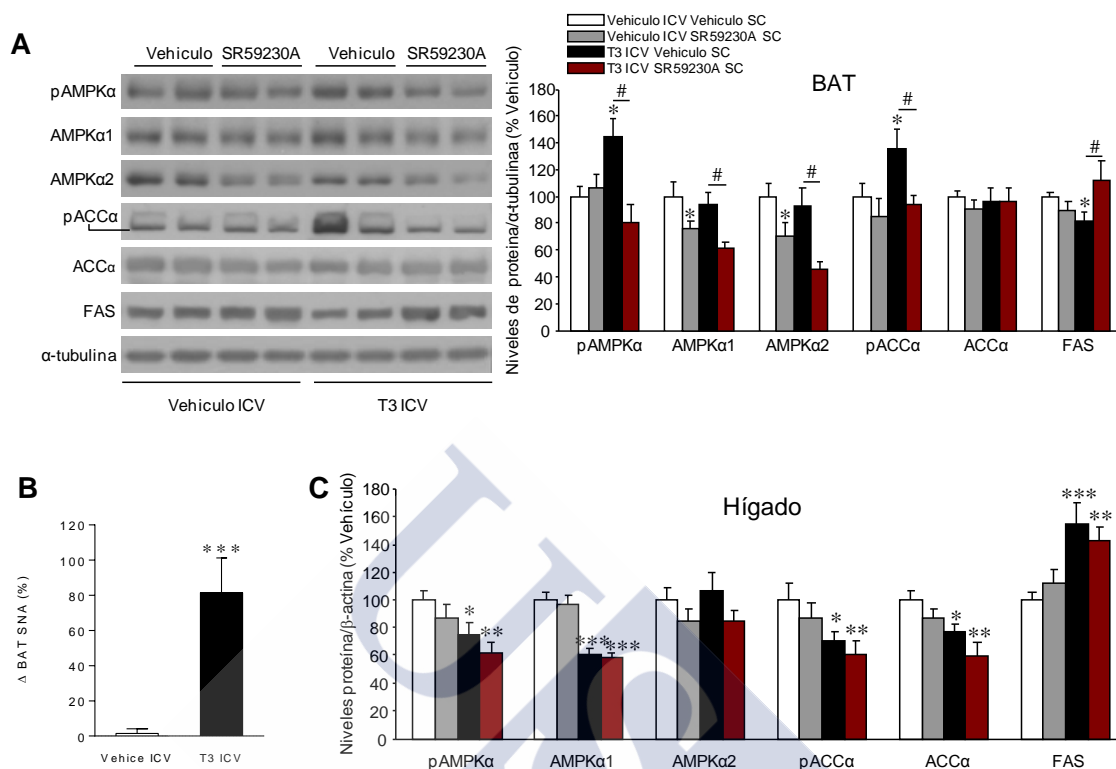 A
Vehiculo SR59230A Vehiculo SR59230A
pAMPKα
AMPKα1
AMPKα2
pACCα
ACCα
FAS
α-tubulina
Vehiculo ICV T3 ICV
Vehiculo ICV Vehiculo SC
Vehiculo ICV SR59230A SC
T3 ICV Vehiculo SC
T3 ICV SR59230A SC
BAT
Niveles de proteína/α-tubulinaa (% Vehículo)
180
160
140
120
100
80
60
40
20
0
* # # * # * # * * #
pAMPKα AMPKα1 AMPKα2 pACCα ACCα FAS
B
Δ BAT SNA (%)
120
100
80
60
40
20
0
***
Vehice ICV T3 ICV
C
Hígado
Niveles proteína/β-actina (% Vehículo)
180
160
140
120
100
80
60
40
20
0
* ** *** *** * ** * ** *** **
pAMPKα AMPKα1 AMPKα2 pACCα ACCα FAS